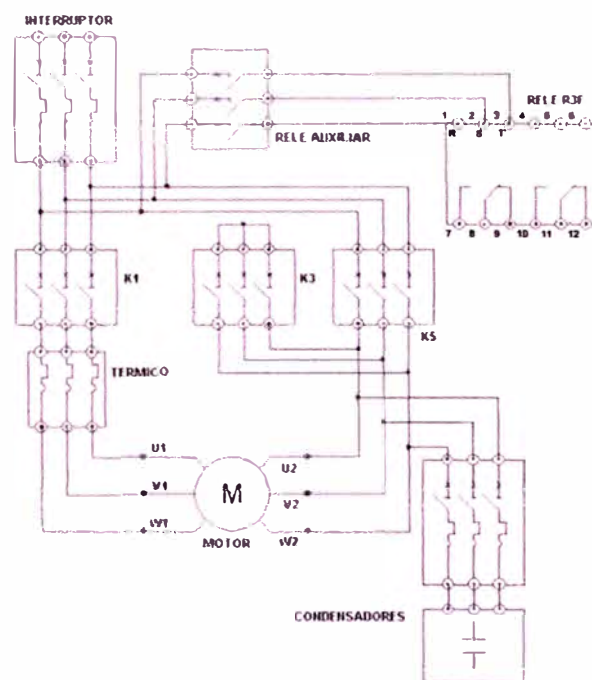 INTERRUPTOR
RELE AUXILIAR
RELE R3F
1 2 3 4 5 6
R S T
7 8 9 10 11 12
K1
K3
K5
TERMICO
U1
U2
V1
M
V2
W1
MOTOR
W2
CONDENSADORES